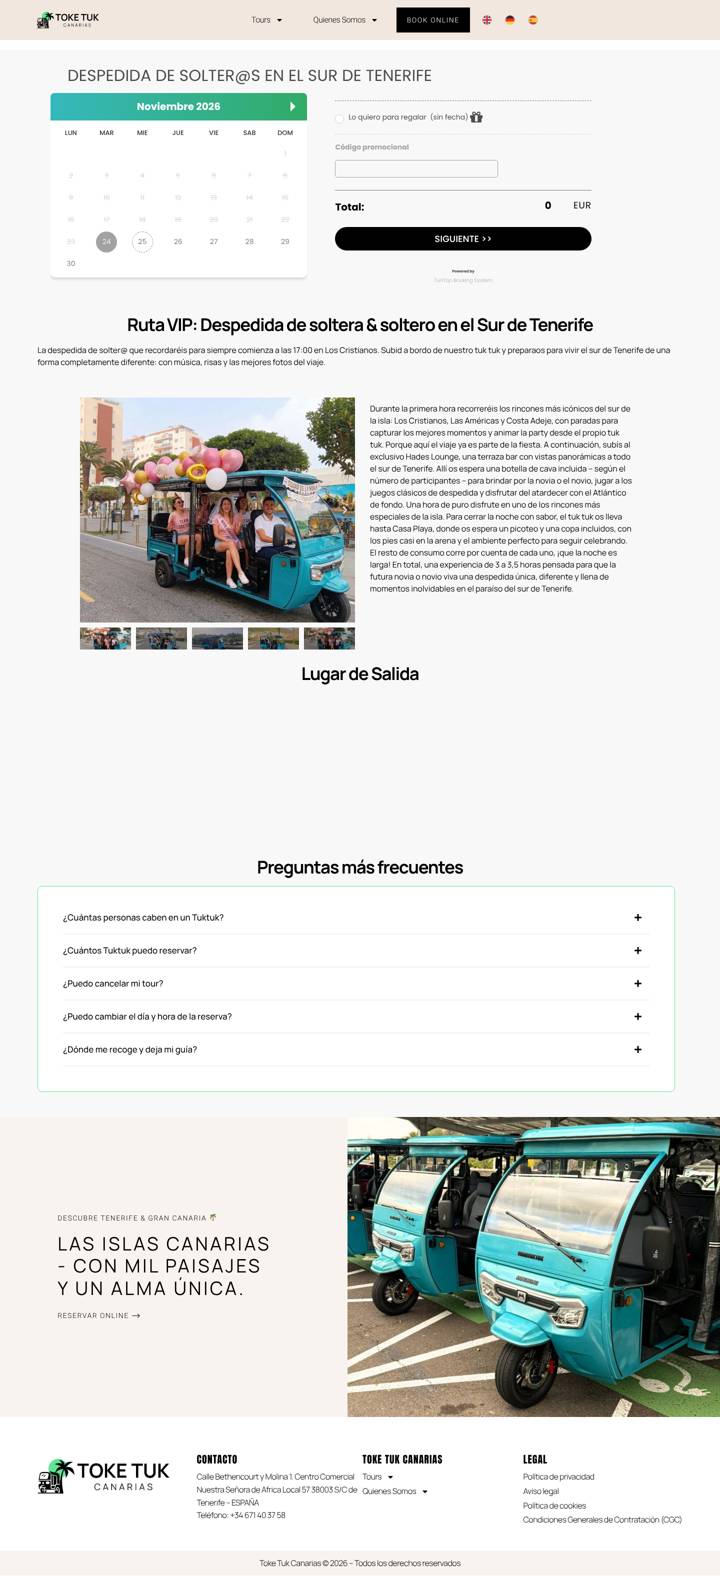 TOKE TUK
CANARIAS
Tours
Quienes Somos
BOOK ONLINE
DESPEDIDA DE SOLTER@S EN EL SUR DE TENERIFE
Noviembre 2026
LUN MAR MIE JUE VIE SAB DOM
1
2 3 4 5 6 7 8
9 10 11 12 13 14 15
16 17 18 19 20 21 22
23 24 25 26 27 28 29
30
Lo quiero para regalar (sin fecha)
Código promocional
Total: 0 EUR
SIGUIENTE >>
Powered by
TuriTop Booking System
Ruta VIP: Despedida de soltera & soltero en el Sur de Tenerife
La despedida de solter@ que recordaréis para siempre comienza a las 17:00 en Los Cristianos. Subid a bordo de nuestro tuk tuk y preparaos para vivir el sur de Tenerife de una
forma completamente diferente: con música, risas y las mejores fotos del viaje.
Durante la primera hora recorreréis los rincones más icónicos del sur de
la isla: Los Cristianos, Las Américas y Costa Adeje, con paradas para
capturar los mejores momentos y animar la party desde el propio tuk
tuk. Porque aquí el viaje ya es parte de la fiesta. A continuación, subís al
exclusivo Hades Lounge, una terraza bar con vistas panorámicas a todo
el sur de Tenerife. Allí os espera una botella de cava incluida – según el
número de participantes – para brindar por la novia o el novio, jugar a los
juegos clásicos de despedida y disfrutar del atardecer con el Atlántico
de fondo. Una hora de puro disfrute en uno de los rincones más
especiales de la isla. Para cerrar la noche con sabor, el tuk tuk os lleva
hasta Casa Playa, donde os espera un picoteo y una copa incluidos, con
los pies casi en la arena y el ambiente perfecto para seguir celebrando.
El resto de consumo corre por cuenta de cada uno, ¡que la noche es
larga! En total, una experiencia de 3 a 3,5 horas pensada para que la
futura novia o novio viva una despedida única, diferente y llena de
momentos inolvidables en el paraíso del sur de Tenerife.
Lugar de Salida
Preguntas más frecuentes
¿Cuántas personas caben en un Tuktuk?
¿Cuántos Tuktuk puedo reservar?
¿Puedo cancelar mi tour?
¿Puedo cambiar el día y hora de la reserva?
¿Dónde me recoge y deja mi guía?
DESCUBRE TENERIFE & GRAN CANARIA
LAS ISLAS CANARIAS
- CON MIL PAISAJES
Y UN ALMA ÚNICA.
RESERVAR ONLINE →
TOKE TUK
CANARIAS
CONTACTO
Calle Bethencourt y Molina 1. Centro Comercial
Nuestra Señora de Africa Local 57 38003 S/C de
Tenerife – ESPAÑA
Teléfono: +34 671 40 37 58
TOKE TUK CANARIAS
Tours
Quienes Somos
LEGAL
Política de privacidad
Aviso legal
Política de cookies
Condiciones Generales de Contratación (CGC)
Toke Tuk Canarias © 2026 – Todos los derechos reservados